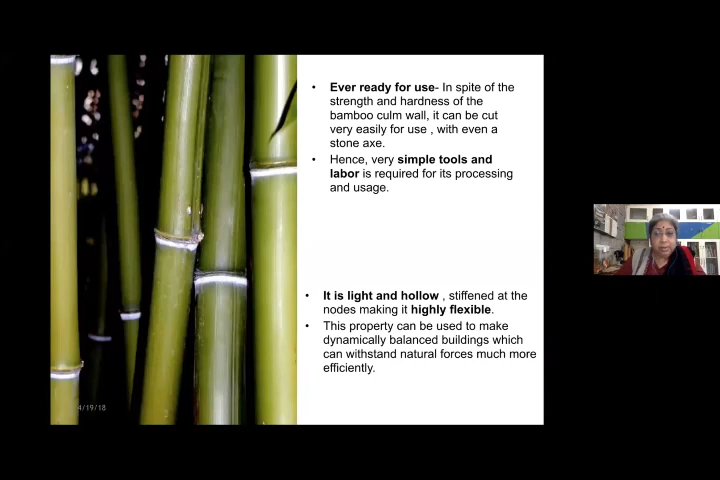 • Ever ready for use- In spite of the
strength and hardness of the
bamboo culm wall, it can be cut
very easily for use , with even a
stone axe.
• Hence, very simple tools and
labor is required for its processing
and usage.
• It is light and hollow , stiffened at the
nodes making it highly flexible.
• This property can be used to make
dynamically balanced buildings which
can withstand natural forces much more
efficiently.
4/19/18